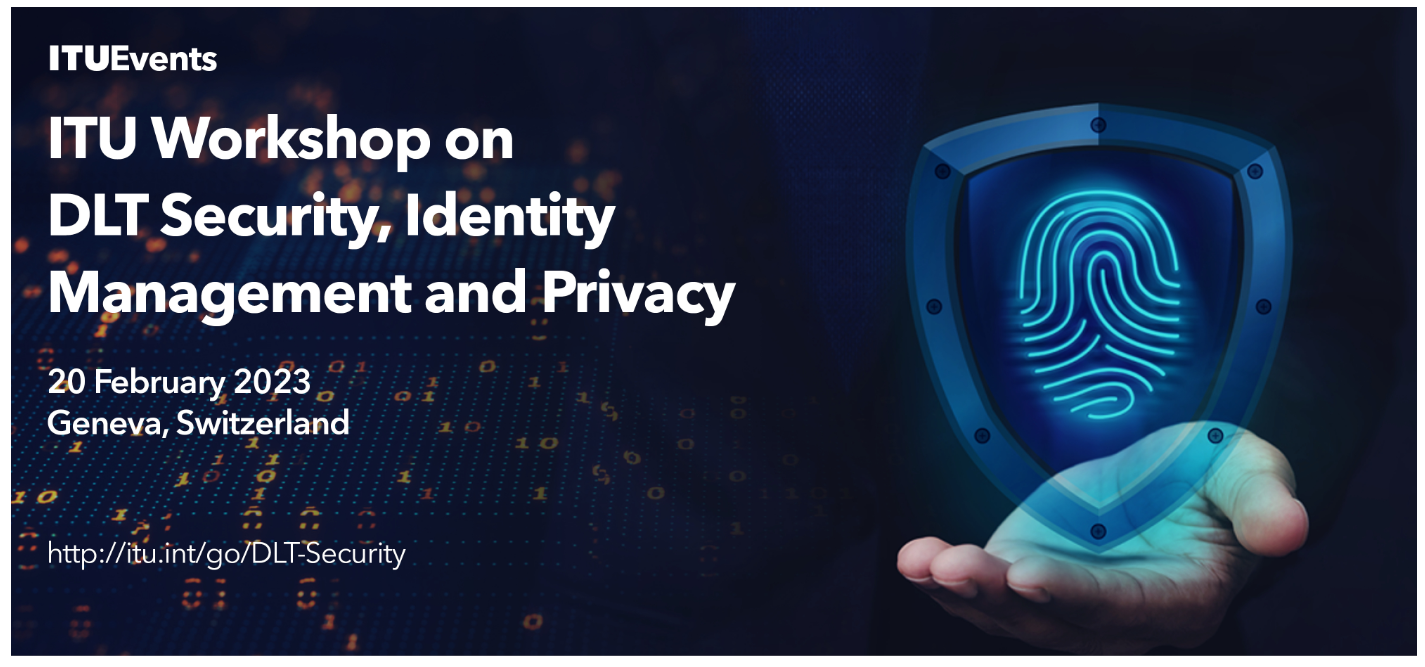 ITUEvents
ITU Workshop on
DLT Security, Identity
Management and Privacy
20 February 2023
Geneva, Switzerland
http://itu.int/go/DLT-Security